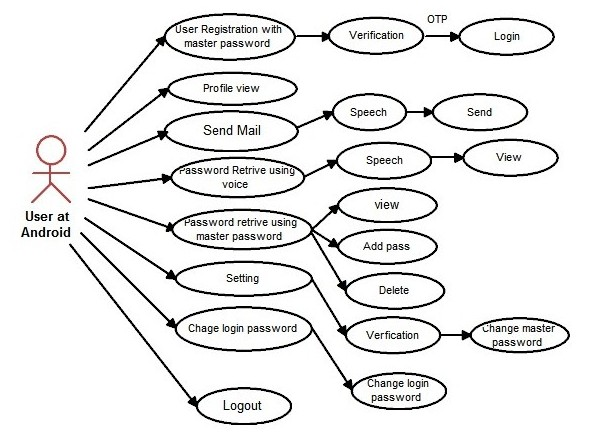 User Registration with
master password
Verification
OTP
Login
Profile view
Send Mail
Speech
Send
Password Retrive using
voice
Speech
View
Password retrive using
master password
view
Add pass
Delete
User at
Android
Setting
Verfication
Change master
password
Chage login password
Change login
password
Logout